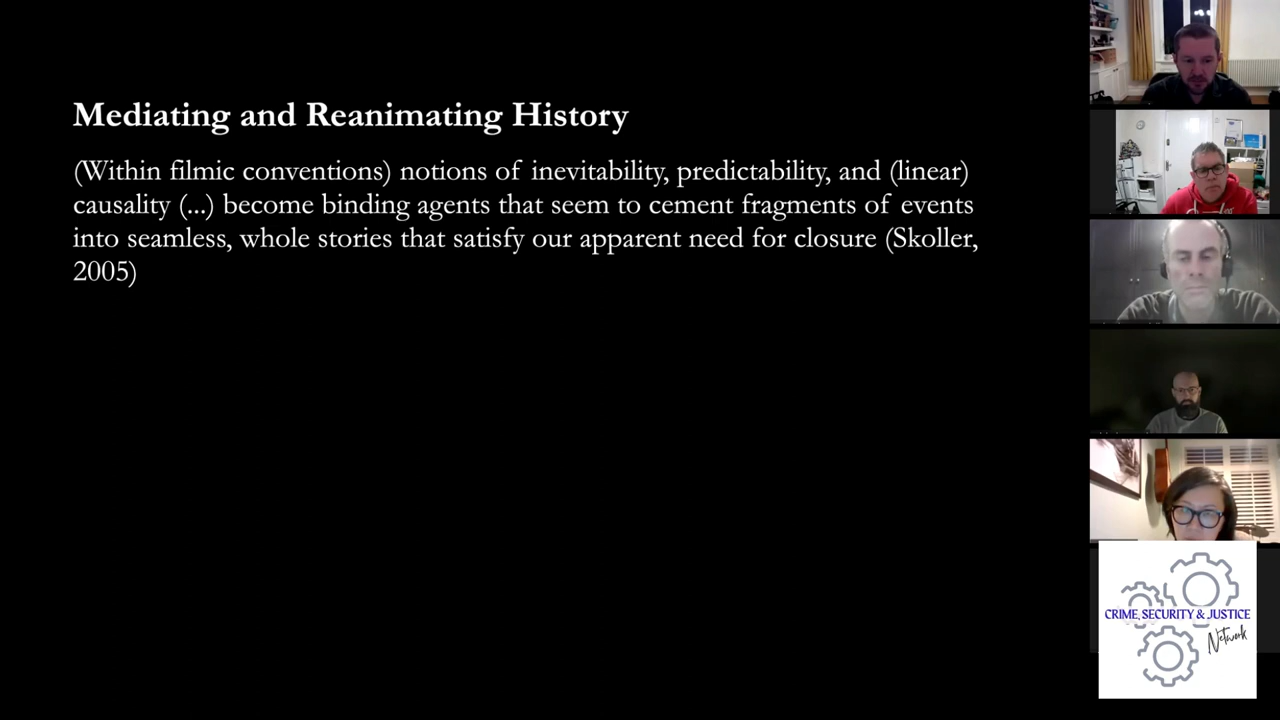 Mediating and Reanimating History
(Within filmic conventions) notions of inevitability, predictability, and (linear)
causality (...) become binding agents that seem to cement fragments of events
into seamless, whole stories that satisfy our apparent need for closure (Skoller,
2005)
CRIME, SECURITY & JUSTICE
Network